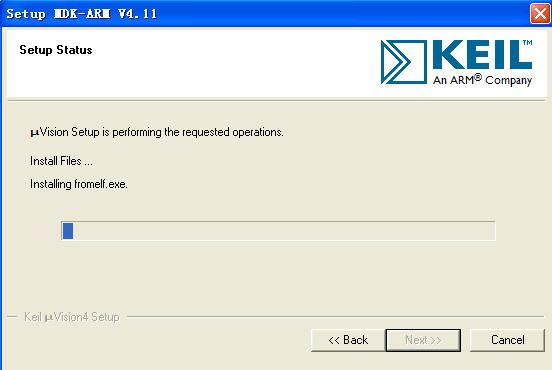 Setup MDK-ARM V4.11
Setup Status
KEIL™
An ARM® Company
µVision Setup is performing the requested operations.
Install Files ...
Installing fromelf.exe.
Keil µVision4 Setup
<< Back
Next >>
Cancel